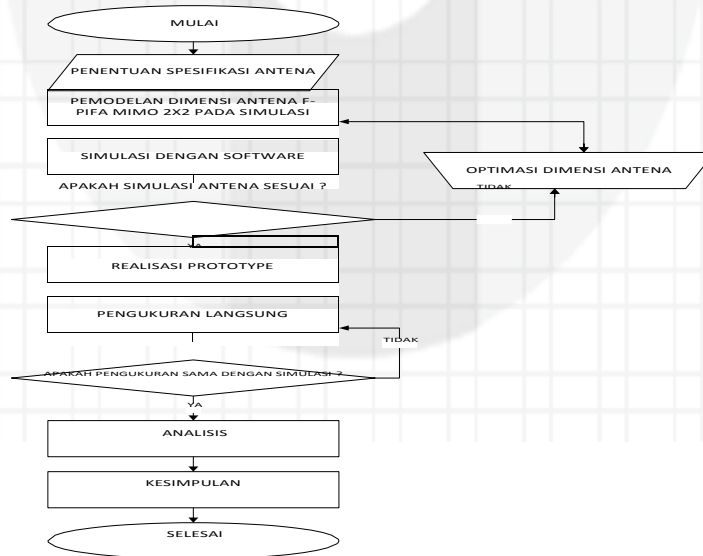 MULAI
PENENTUAN SPESIFIKASI ANTENA
PEMODELAN DIMENSI ANTENA F-
PIFA MIMO 2X2 PADA SIMULASI
SIMULASI DENGAN SOFTWARE
OPTIMASI DIMENSI ANTENA
APAKAH SIMULASI ANTENA SESUAI ?
TIDAK
YA
REALISASI PROTOTYPE
PENGUKURAN LANGSUNG
TIDAK
APAKAH PENGUKURAN SAMA DENGAN SIMULASI ?
YA
ANALISIS
KESIMPULAN
SELESAI